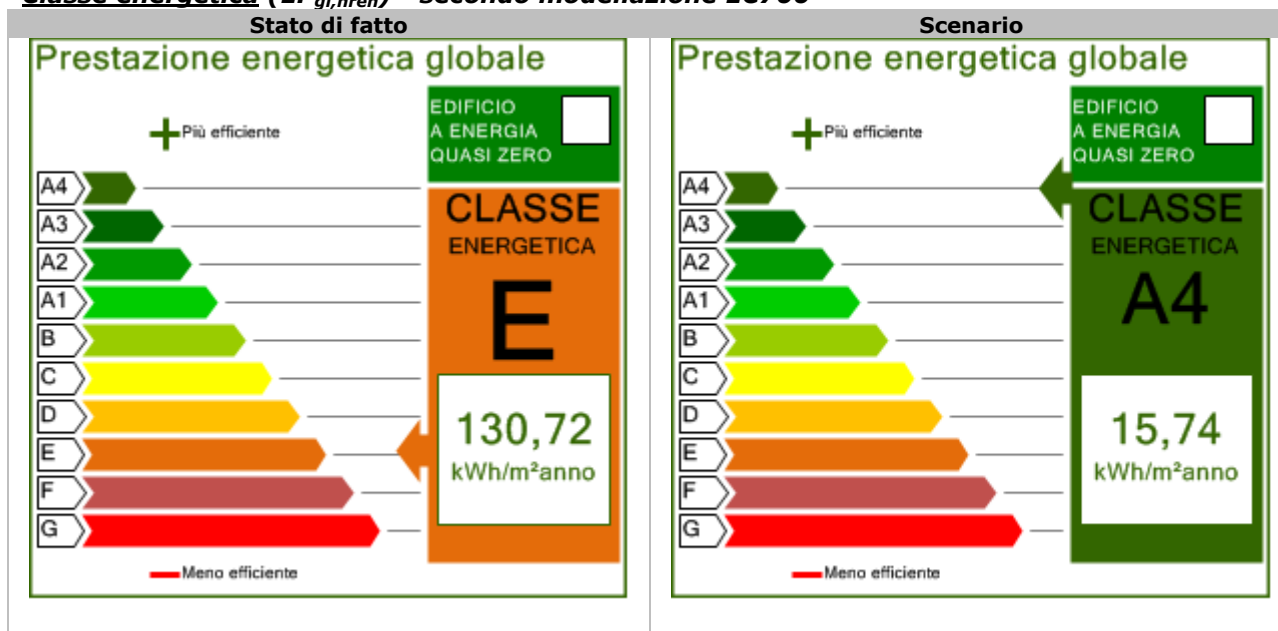 Stato di fatto
Scenario
Prestazione energetica globale
Più efficiente
EDIFICIO
A ENERGIA
QUASI ZERO
A4
A3
A2
A1
B
C
D
E
F
G
CLASSE
ENERGETICA
E
130,72
kWh/m²anno
Meno efficiente
Prestazione energetica globale
Più efficiente
EDIFICIO
A ENERGIA
QUASI ZERO
A4
A3
A2
A1
B
C
D
E
F
G
CLASSE
ENERGETICA
A4
15,74
kWh/m²anno
Meno efficiente